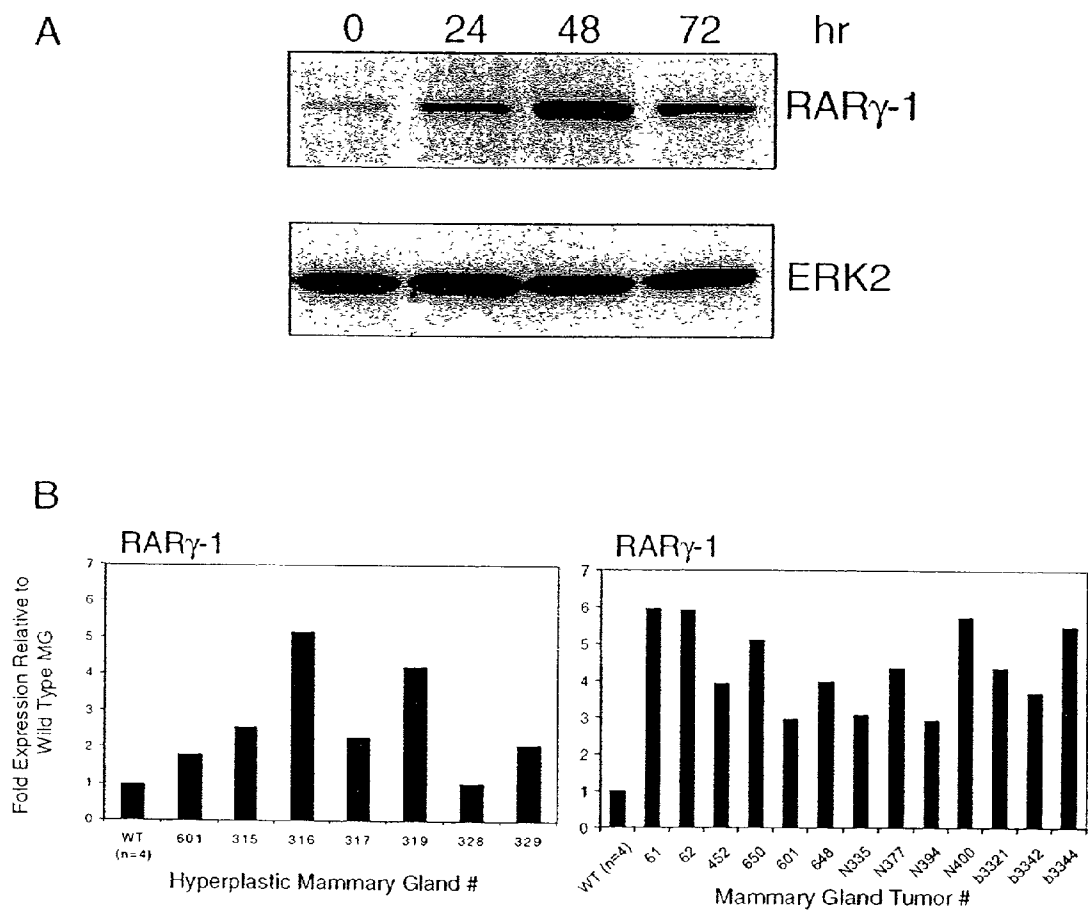 A
0 24 48 72 hr
RARγ-1
ERK2
B
RARγ-1
Fold Expression Relative to
Wild Type MG
7
6
5
4
3
2
1
0
WT (n=4) 601 315 316 317 319 328 329
Hyperplastic Mammary Gland #
RARγ-1
7
6
5
4
3
2
1
0
WT (n=4) 61 62 452 650 601 648 N335 N377 N394 N400 b3321 b3342 b3344
Mammary Gland Tumor #